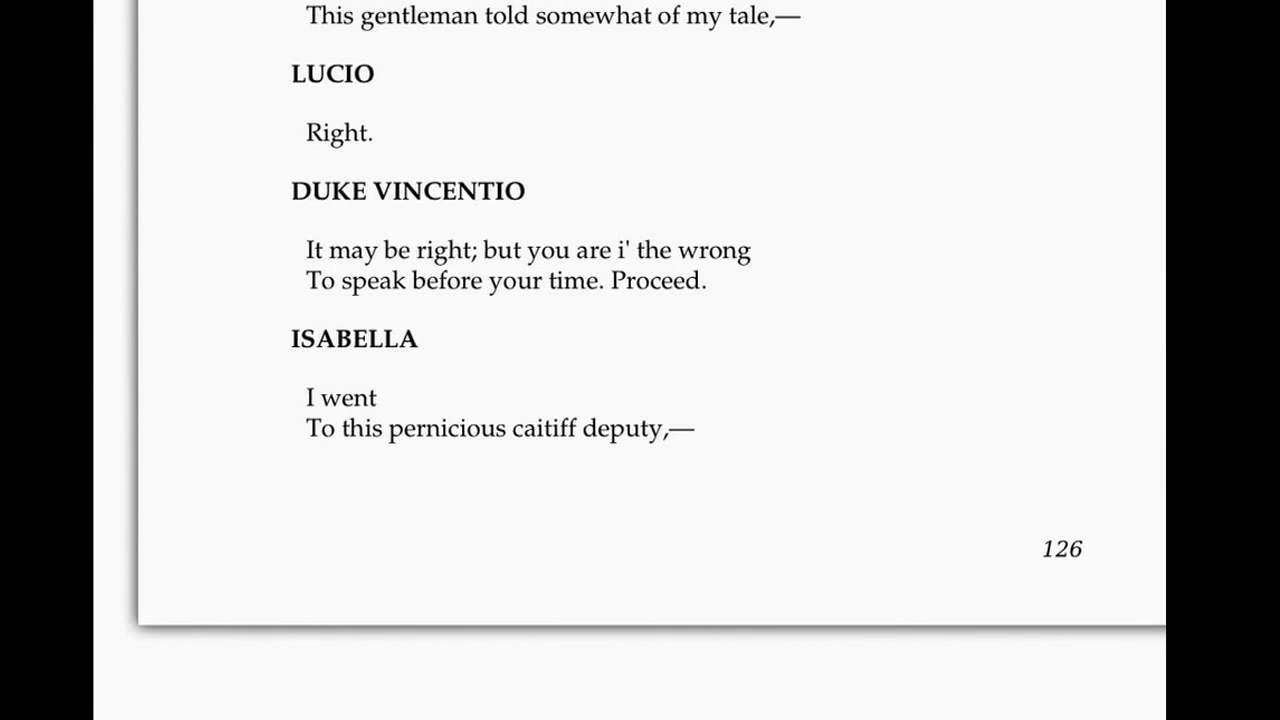 This gentleman told somewhat of my tale,—
LUCIO
Right.
DUKE VINCENTIO
It may be right; but you are i' the wrong
To speak before your time. Proceed.
ISABELLA
I went
To this pernicious caitiff deputy,—
126